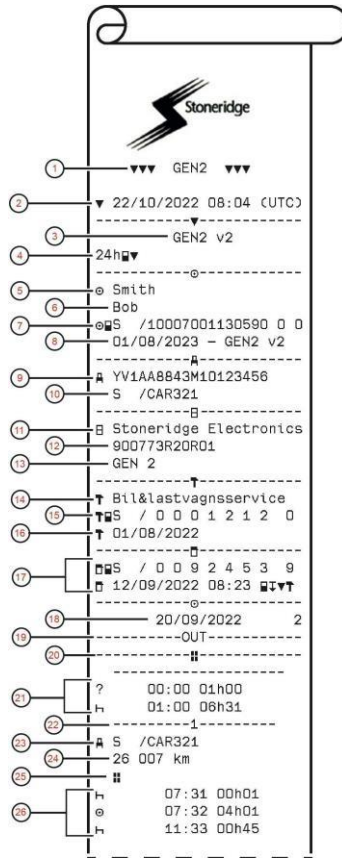 Stoneridge
1 ▼▼▼ GEN2 ▼▼▼
2 ▼ 22/10/2022 08:04 (UTC)
3 GEN2 v2
4 24h▼
5 Smith
6 Bob
7 S /10007001130590 0 0
8 01/08/2023 - GEN2 v2
9 YV1AA8843M10123456
10 S /CAR321
11 Stoneridge Electronics
12 900773R20R01
13 GEN 2
14 Bil&lastvagnsservice
15 S / 0 0 0 1 2 1 2 0
16 01/08/2022
17 S / 0 0 9 2 4 5 3 9
12/09/2022 08:23
18 20/09/2022 2
19 -----OUT-----
20
21 ? 00:00 01h00
01:00 06h31
22 -----1-----
23 S /CAR321
24 26 007 km
25
26 07:31 00h01
07:32 04h01
11:33 00h45